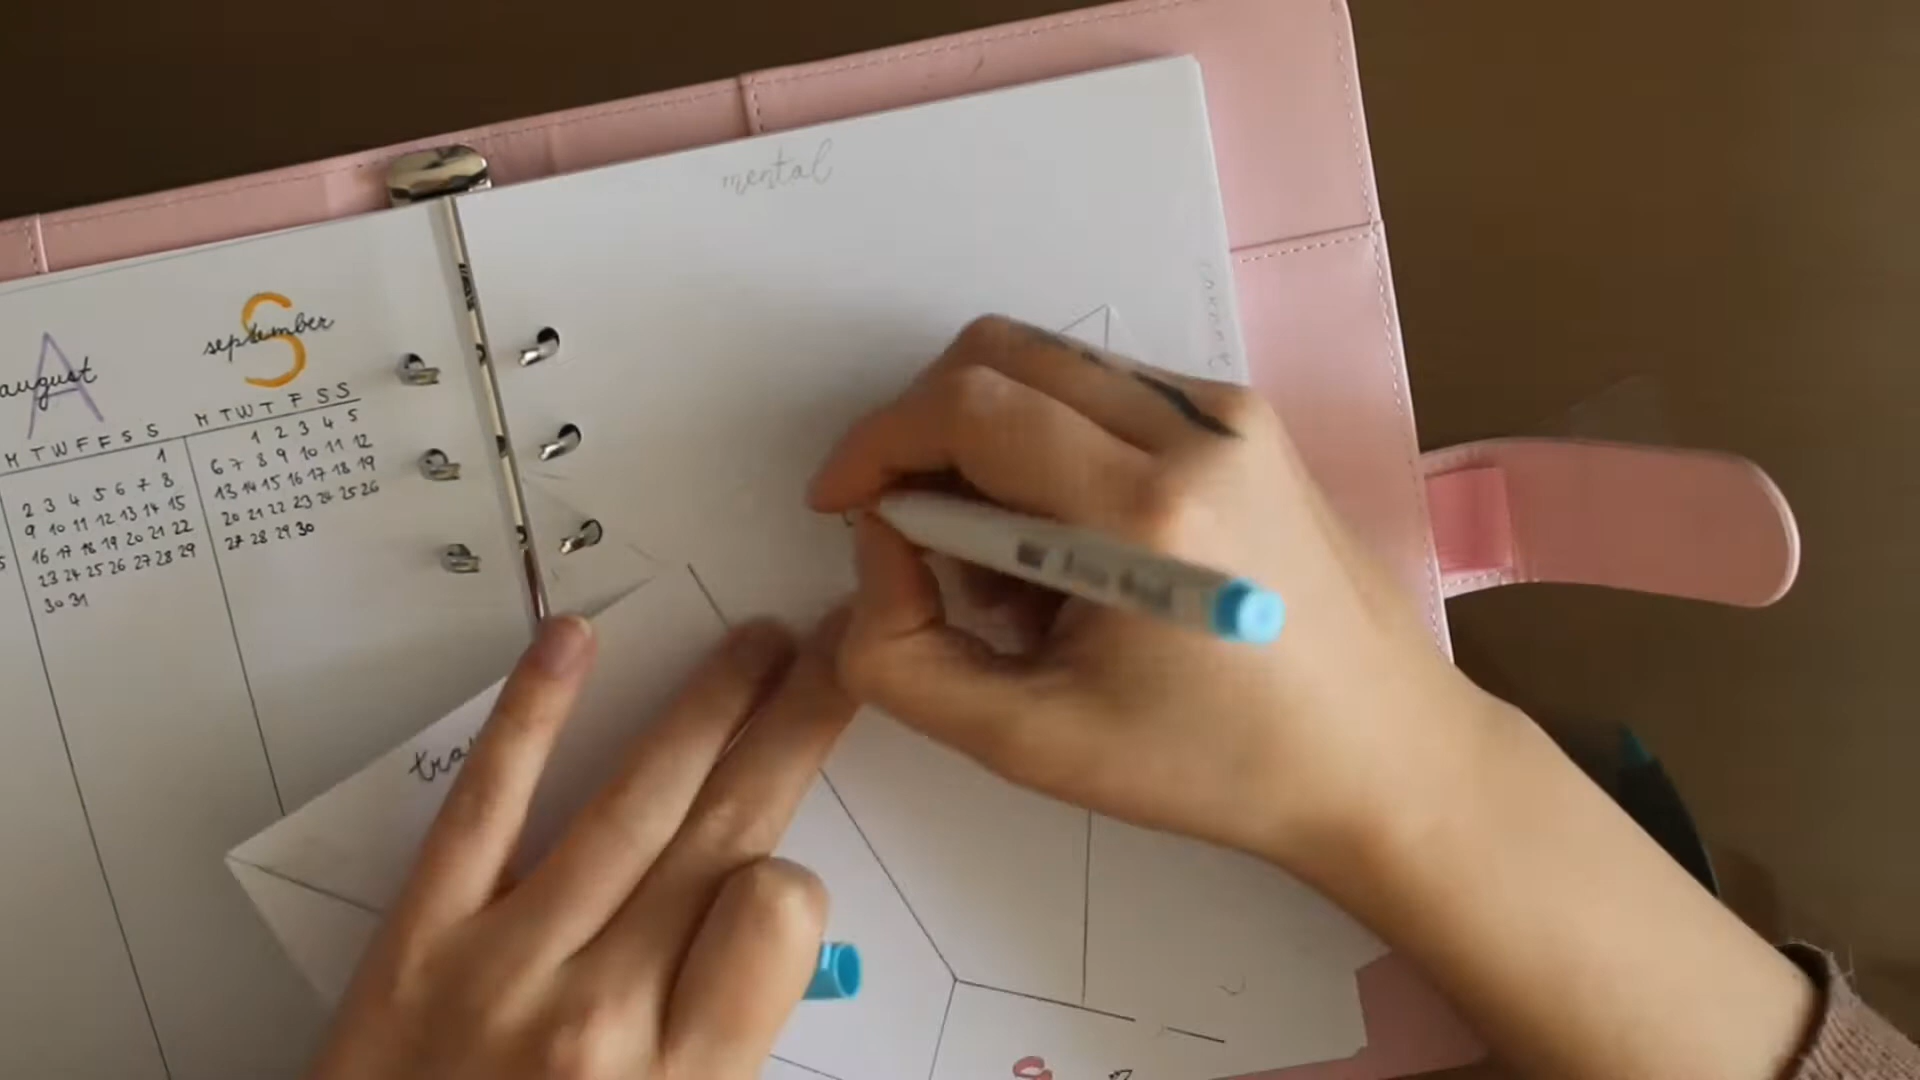 mental
A
august
M T W F F S S
1
2 3 4 5 6 7 8
9 10 11 12 13 14 15
16 17 18 19 20 21 22
23 24 25 26 27 28 29
30 31
S
september
M T W T F S S
1 2 3 4 5
6 7 8 9 10 11 12
13 14 15 16 17 18 19
20 21 22 23 24 25 26
27 28 29 30